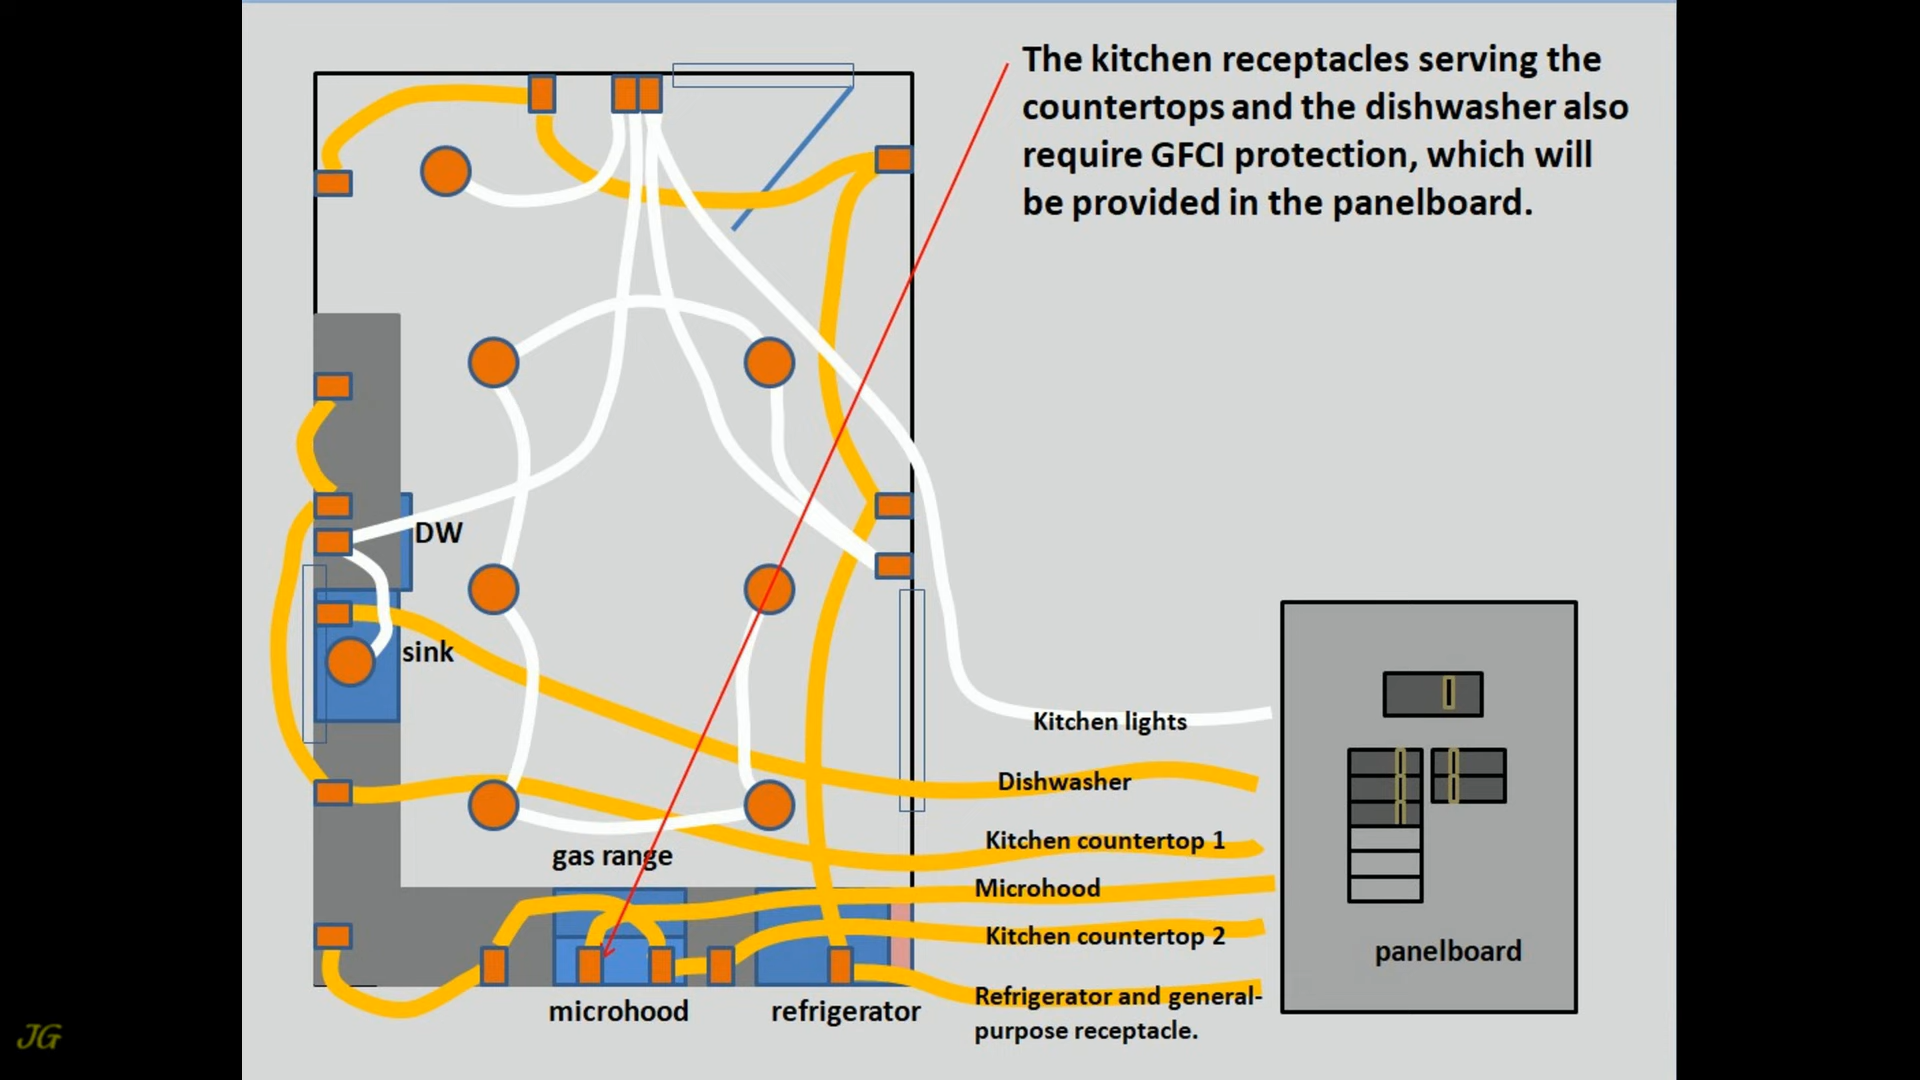 The kitchen receptacles serving the
countertops and the dishwasher also
require GFCI protection, which will
be provided in the panelboard.
DW
sink
Kitchen lights
Dishwasher
Kitchen countertop 1
gas range
Microhood
Kitchen countertop 2
panelboard
Refrigerator and general-
purpose receptacle.
microhood
refrigerator
JG